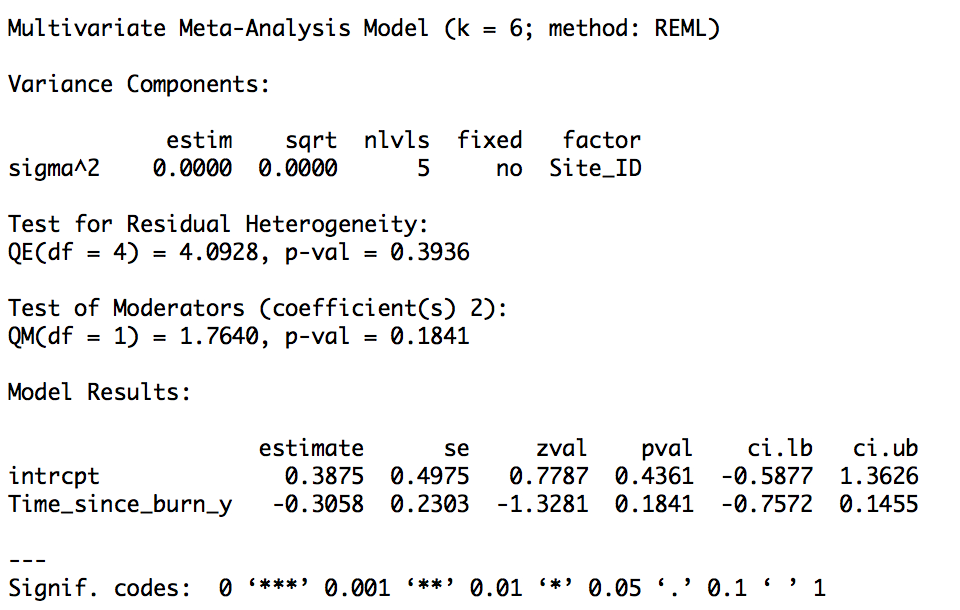 Multivariate Meta-Analysis Model (k = 6; method: REML)
Variance Components:
estim sqrt nlvls fixed factor
sigma^2 0.0000 0.0000 5 no Site_ID
Test for Residual Heterogeneity:
QE(df = 4) = 4.0928, p-val = 0.3936
Test of Moderators (coefficient(s) 2):
QM(df = 1) = 1.7640, p-val = 0.1841
Model Results:
estimate se zval pval ci.lb ci.ub
intrcpt 0.3875 0.4975 0.7787 0.4361 -0.5877 1.3626
Time_since_burn_y -0.3058 0.2303 -1.3281 0.1841 -0.7572 0.1455
---
Signif. codes: 0 ‘***’ 0.001 ‘**’ 0.01 ‘*’ 0.05 ‘.’ 0.1 ‘ ’ 1